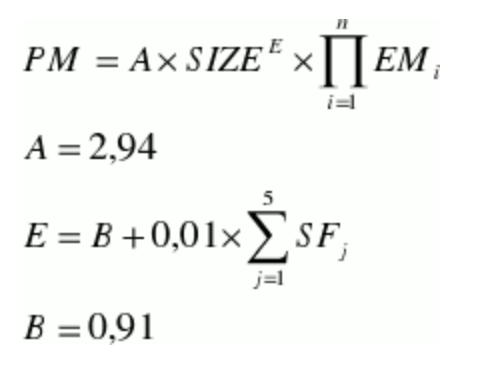 PM = A × SIZE^E × ∏_{i=1}^{n} EM_i
A = 2,94
E = B + 0,01 × ∑_{j=1}^{5} SF_j
B = 0,91